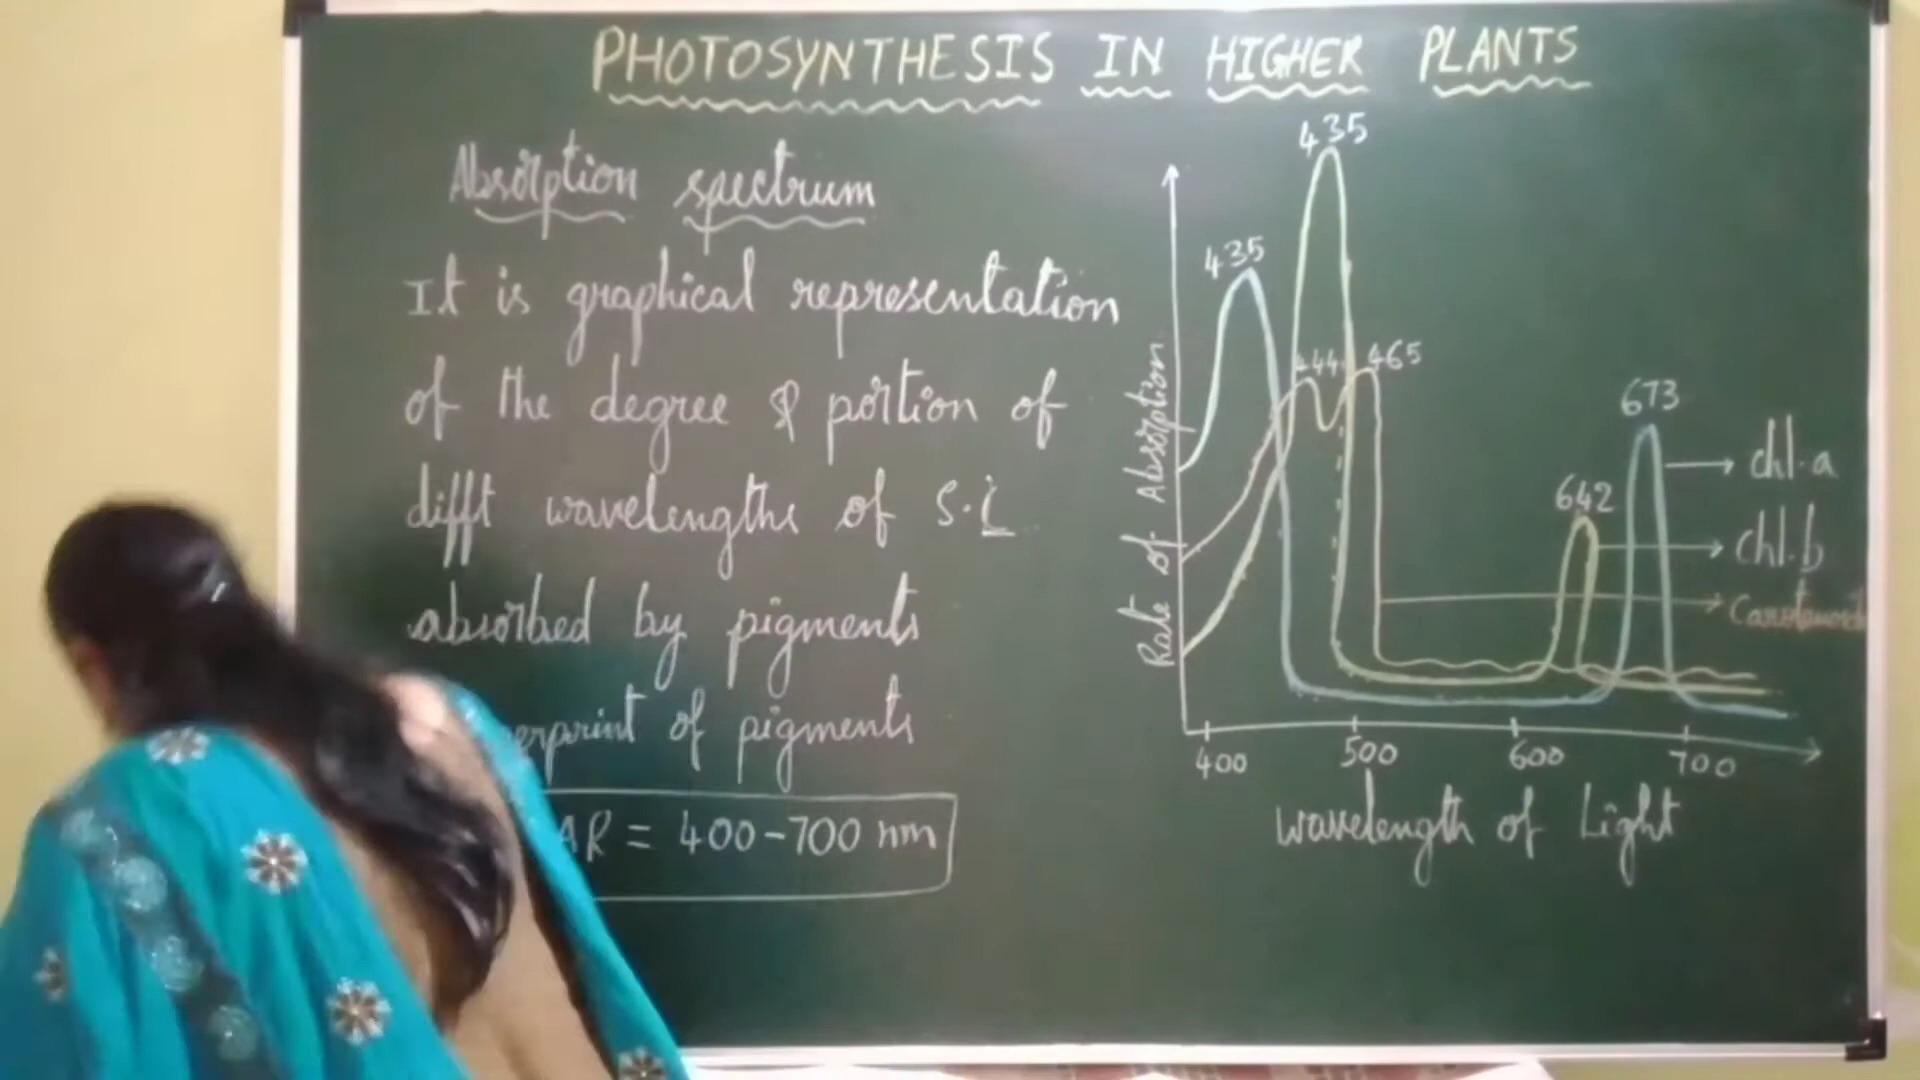 PHOTOSYNTHESIS IN HIGHER PLANTS
Absorption spectrum
It is graphical representation
of the degree & portion of
difft wavelengths of S.L
absorbed by pigments
erprint of pigments
AR = 400-700 nm
435
435
444
465
642
673
chl.a
chl.b
Rate of Absorption
400 500 600 700
wavelength of Light